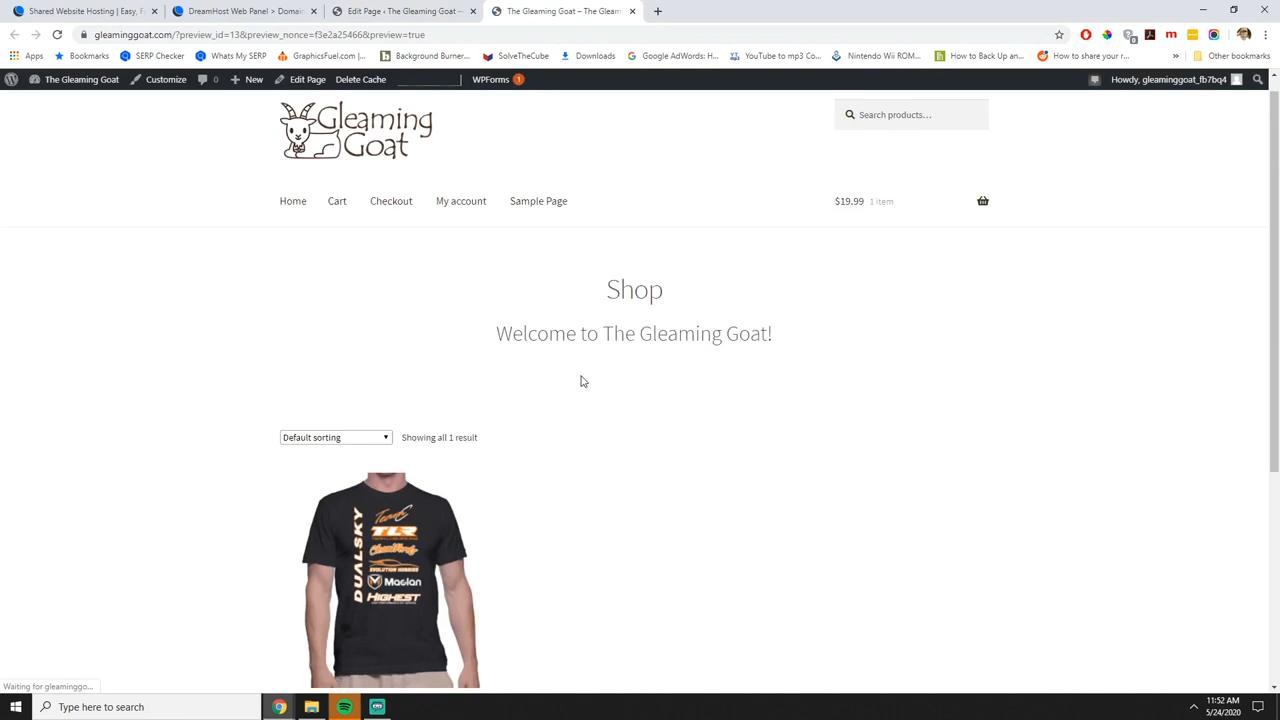 Shared Website Hosting | Easy, F
DreamHost Web Panel > Domain
Edit Page ‹ The Gleaming Goat —
The Gleaming Goat – The Gleam
gleaminggoat.com/?preview_id=13&preview_nonce=f3e2a25466&preview=true
Apps
Bookmarks
SERP Checker
Whats My SERP
GraphicsFuel.com |...
Background Burner...
SolveTheCube
Downloads
Google AdWords: K...
YouTube to mp3 Co...
Nintendo Wii ROM...
How to Back Up an...
How to share your r...
»
Other bookmarks
The Gleaming Goat
Customize
0
New
Edit Page
Delete Cache
WPForms 1
Howdy, gleaminggoat_fb7bq4
Gleaming
Goat
Search products…
Home
Cart
Checkout
My account
Sample Page
$19.99 1 item
Shop
Welcome to The Gleaming Goat!
Default sorting
Showing all 1 result
DUALSKY
TLR
EVOLUTION HOBBIES
Maclan
HIGHEST
Waiting for gleaminggo...
Type here to search
11:52 AM
5/24/2020